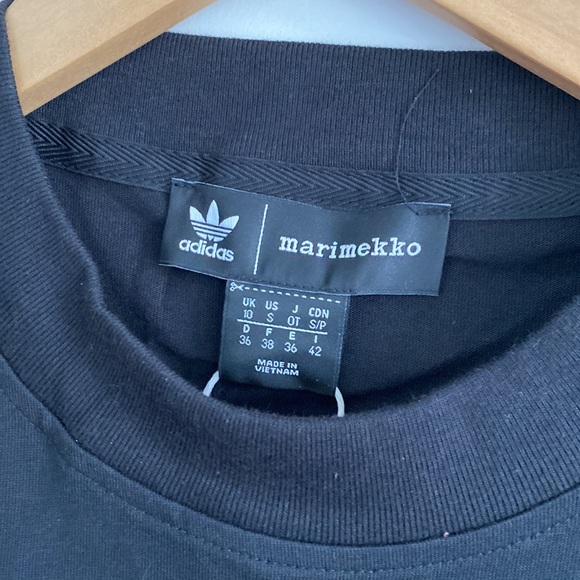 adidas
marimekko
UK US J CDN
10 S OT S/P
D F E I
36 38 36 42
MADE IN
VIETNAM